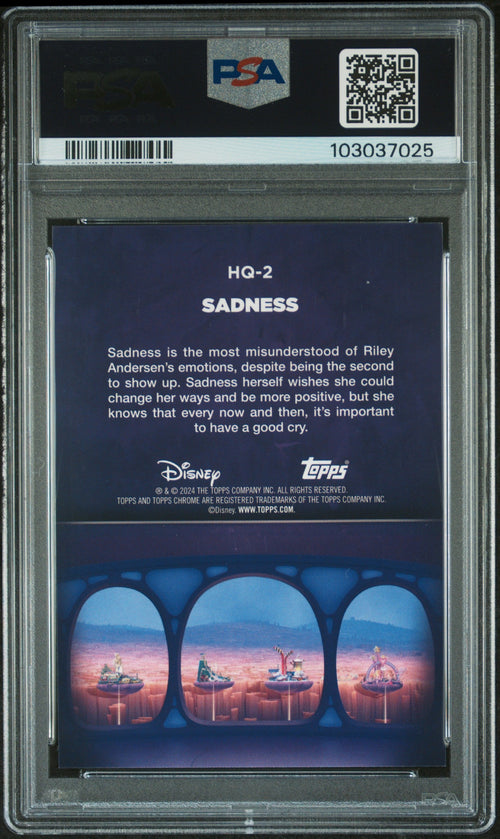 PSA
103037025
HQ-2
SADNESS
Sadness is the most misunderstood of Riley
Andersen's emotions, despite being the second
to show up. Sadness herself wishes she could
change her ways and be more positive, but she
knows that every now and then, it's important
to have a good cry.
Disney topps
® & © 2024 THE TOPPS COMPANY INC. ALL RIGHTS RESERVED.
TOPPS AND TOPPS CHROME ARE REGISTERED TRADEMARKS OF THE TOPPS COMPANY INC.
©Disney. WWW.TOPPS.COM.
PSA